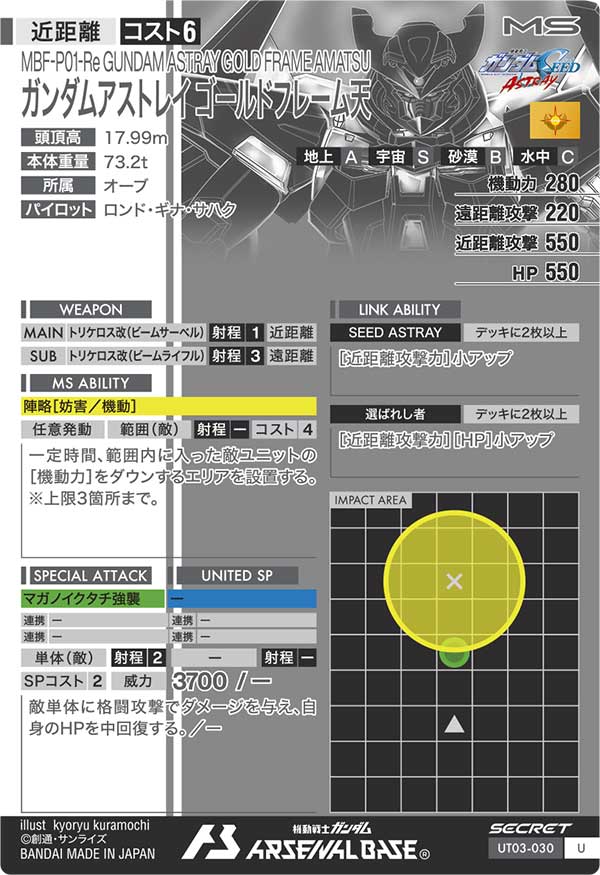 近距離 コスト6 MS
MBF-P01-Re GUNDAM ASTRAY GOLD FRAME AMATSU
ガンダムアストレイ ゴールドフレーム天
ガンダムSEED ASTRAY
頭頂高 17.99m
本体重量 73.2t
所属 オーブ
パイロット ロンド・ギナ・サハク
地上 A 宇宙 S 砂漠 B 水中 C
機動力 280
遠距離攻撃 220
近距離攻撃 550
HP 550
WEAPON
MAIN トリケロス改(ビームサーベル) 射程 1 近距離
SUB トリケロス改(ビームライフル) 射程 3 遠距離
MS ABILITY
陣略[妨害／機動]
任意発動 範囲(敵) 射程 ー コスト 4
一定時間、範囲内に入った敵ユニットの
[機動力]をダウンするエリアを設置する。
※上限3箇所まで。
LINK ABILITY
SEED ASTRAY デッキに2枚以上
[近距離攻撃力]小アップ
選ばれし者 デッキに2枚以上
[近距離攻撃力][HP]小アップ
IMPACT AREA
SPECIAL ATTACK UNITED SP
マガノイクタチ強襲 ー
連携 ー 連携 ー
連携 ー 連携 ー
単体(敵) 射程 2 ー 射程 ー
SPコスト 2 威力 3700 /ー
敵単体に格闘攻撃でダメージを与え、自
身のHPを中回復する。／ー
illust kyoryu kuramochi
©創通・サンライズ
BANDAI MADE IN JAPAN
機動戦士ガンダム
ARSENAL BASE®
SECRET
UT03-030 U